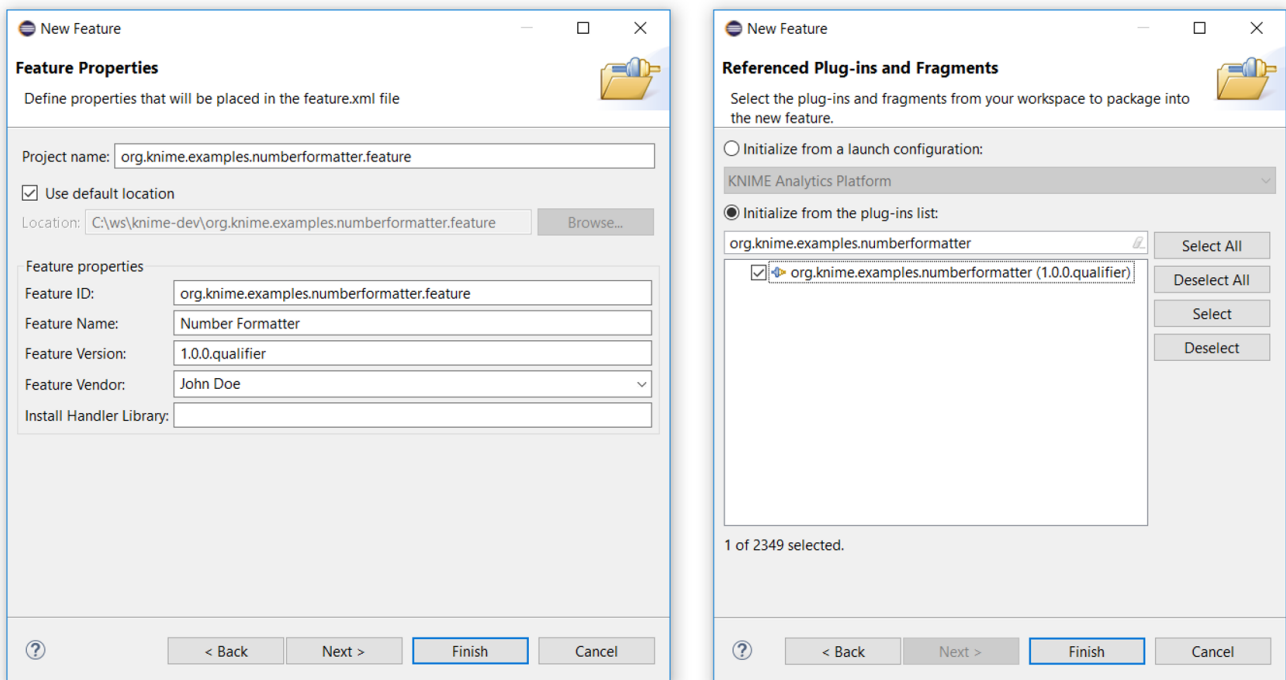 New Feature
Feature Properties
Define properties that will be placed in the feature.xml file
Project name: org.knime.examples.numberformatter.feature
Use default location
Location: C:\ws\knime-dev\org.knime.examples.numberformatter.feature Browse...
Feature properties
Feature ID: org.knime.examples.numberformatter.feature
Feature Name: Number Formatter
Feature Version: 1.0.0.qualifier
Feature Vendor: John Doe
Install Handler Library:
? < Back Next > Finish Cancel
New Feature
Referenced Plug-ins and Fragments
Select the plug-ins and fragments from your workspace to package into
the new feature.
Initialize from a launch configuration:
KNIME Analytics Platform
Initialize from the plug-ins list:
org.knime.examples.numberformatter Select All
org.knime.examples.numberformatter (1.0.0.qualifier)
Deselect All
Select
Deselect
1 of 2349 selected.
? < Back Next > Finish Cancel